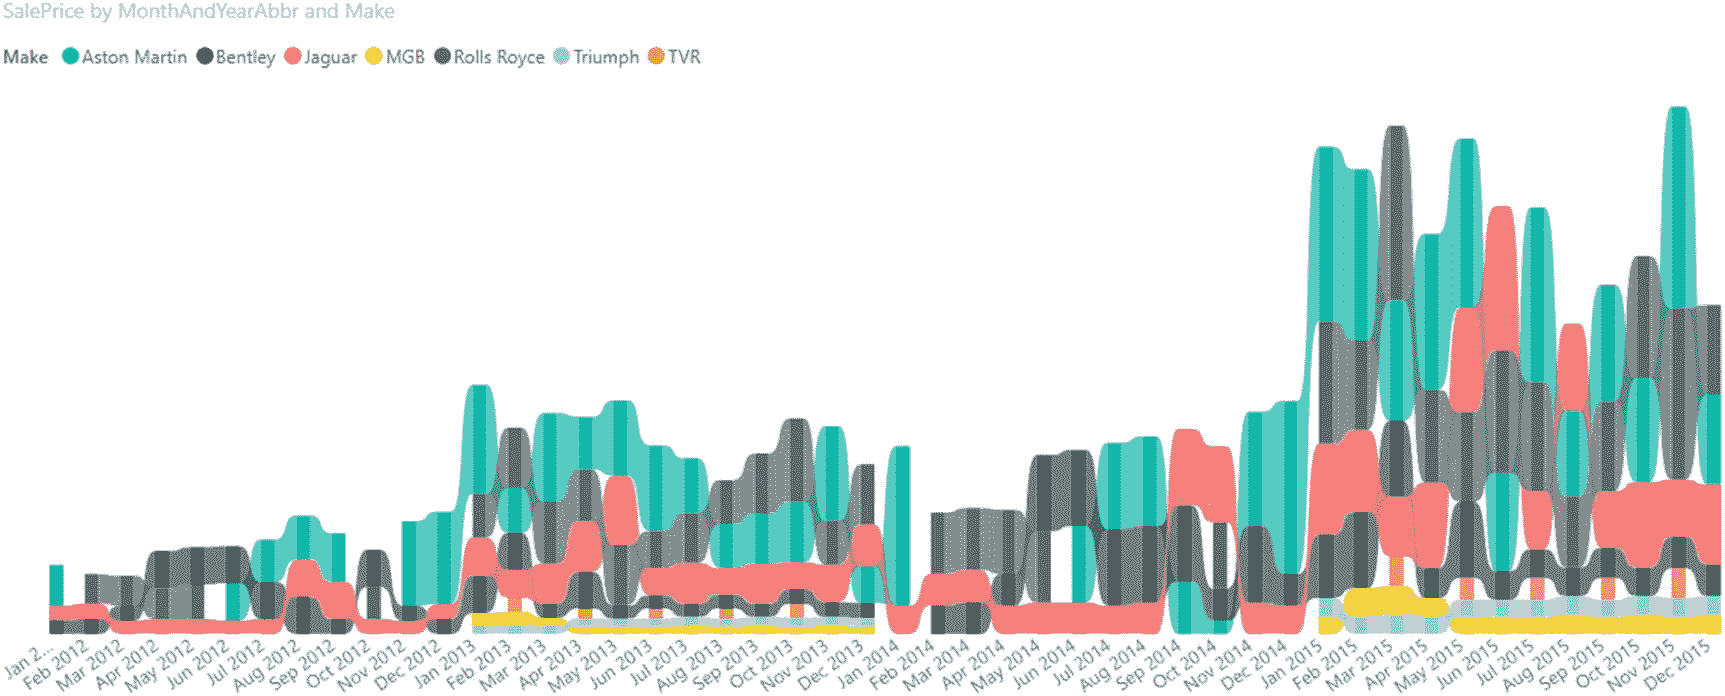 SalePrice by MonthAndYearAbbr and Make
Make Aston Martin Bentley Jaguar MGB Rolls Royce Triumph TVR
Jan 2... Feb 2012 Mar 2012 Apr 2012 May 2012 Jun 2012 Jul 2012 Aug 2012 Sep 2012 Oct 2012 Nov 2012 Dec 2012 Jan 2013 Feb 2013 Mar 2013 Apr 2013 May 2013 Jun 2013 Jul 2013 Aug 2013 Sep 2013 Oct 2013 Nov 2013 Dec 2013 Jan 2014 Feb 2014 Mar 2014 Apr 2014 May 2014 Jun 2014 Jul 2014 Aug 2014 Sep 2014 Oct 2014 Nov 2014 Dec 2014 Jan 2015 Feb 2015 Mar 2015 Apr 2015 May 2015 Jun 2015 Jul 2015 Aug 2015 Sep 2015 Oct 2015 Nov 2015 Dec 2015